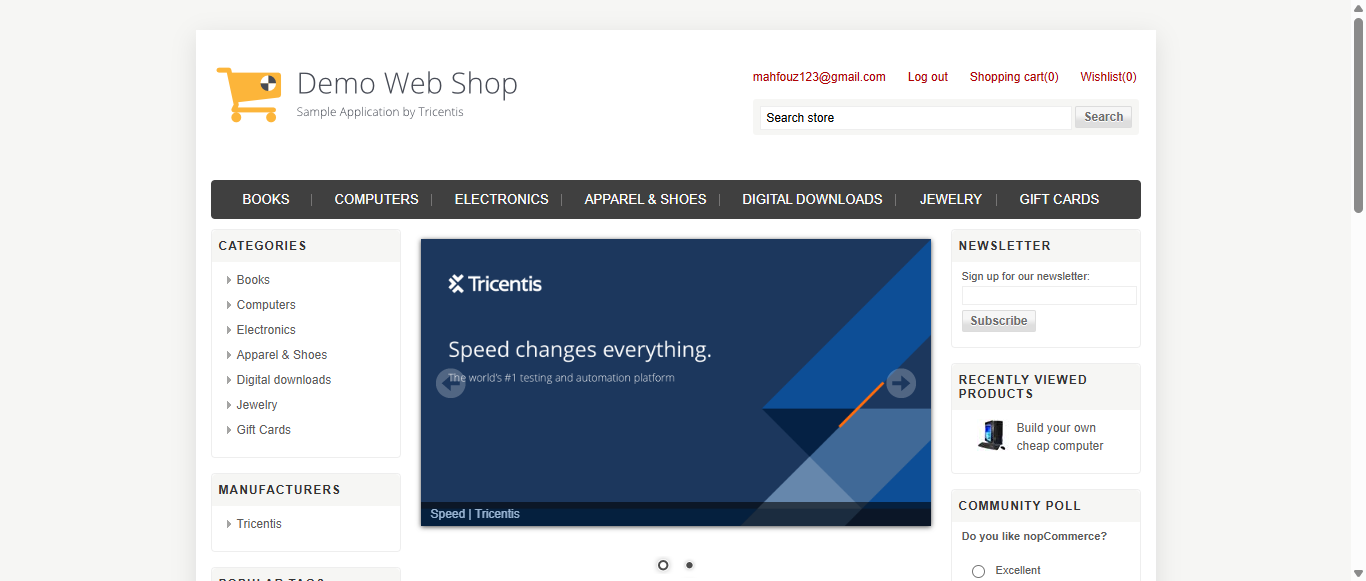 Demo Web Shop
Sample Application by Tricentis
mahfouz123@gmail.com Log out Shopping cart(0) Wishlist(0)
Search store Search
BOOKS COMPUTERS ELECTRONICS APPAREL & SHOES DIGITAL DOWNLOADS JEWELRY GIFT CARDS
CATEGORIES
Books
Computers
Electronics
Apparel & Shoes
Digital downloads
Jewelry
Gift Cards
MANUFACTURERS
Tricentis
POPULAR TAGS
Tricentis
Speed changes everything.
The world's #1 testing and automation platform
Speed | Tricentis
NEWSLETTER
Sign up for our newsletter:
Subscribe
RECENTLY VIEWED
PRODUCTS
Build your own
cheap computer
COMMUNITY POLL
Do you like nopCommerce?
Excellent